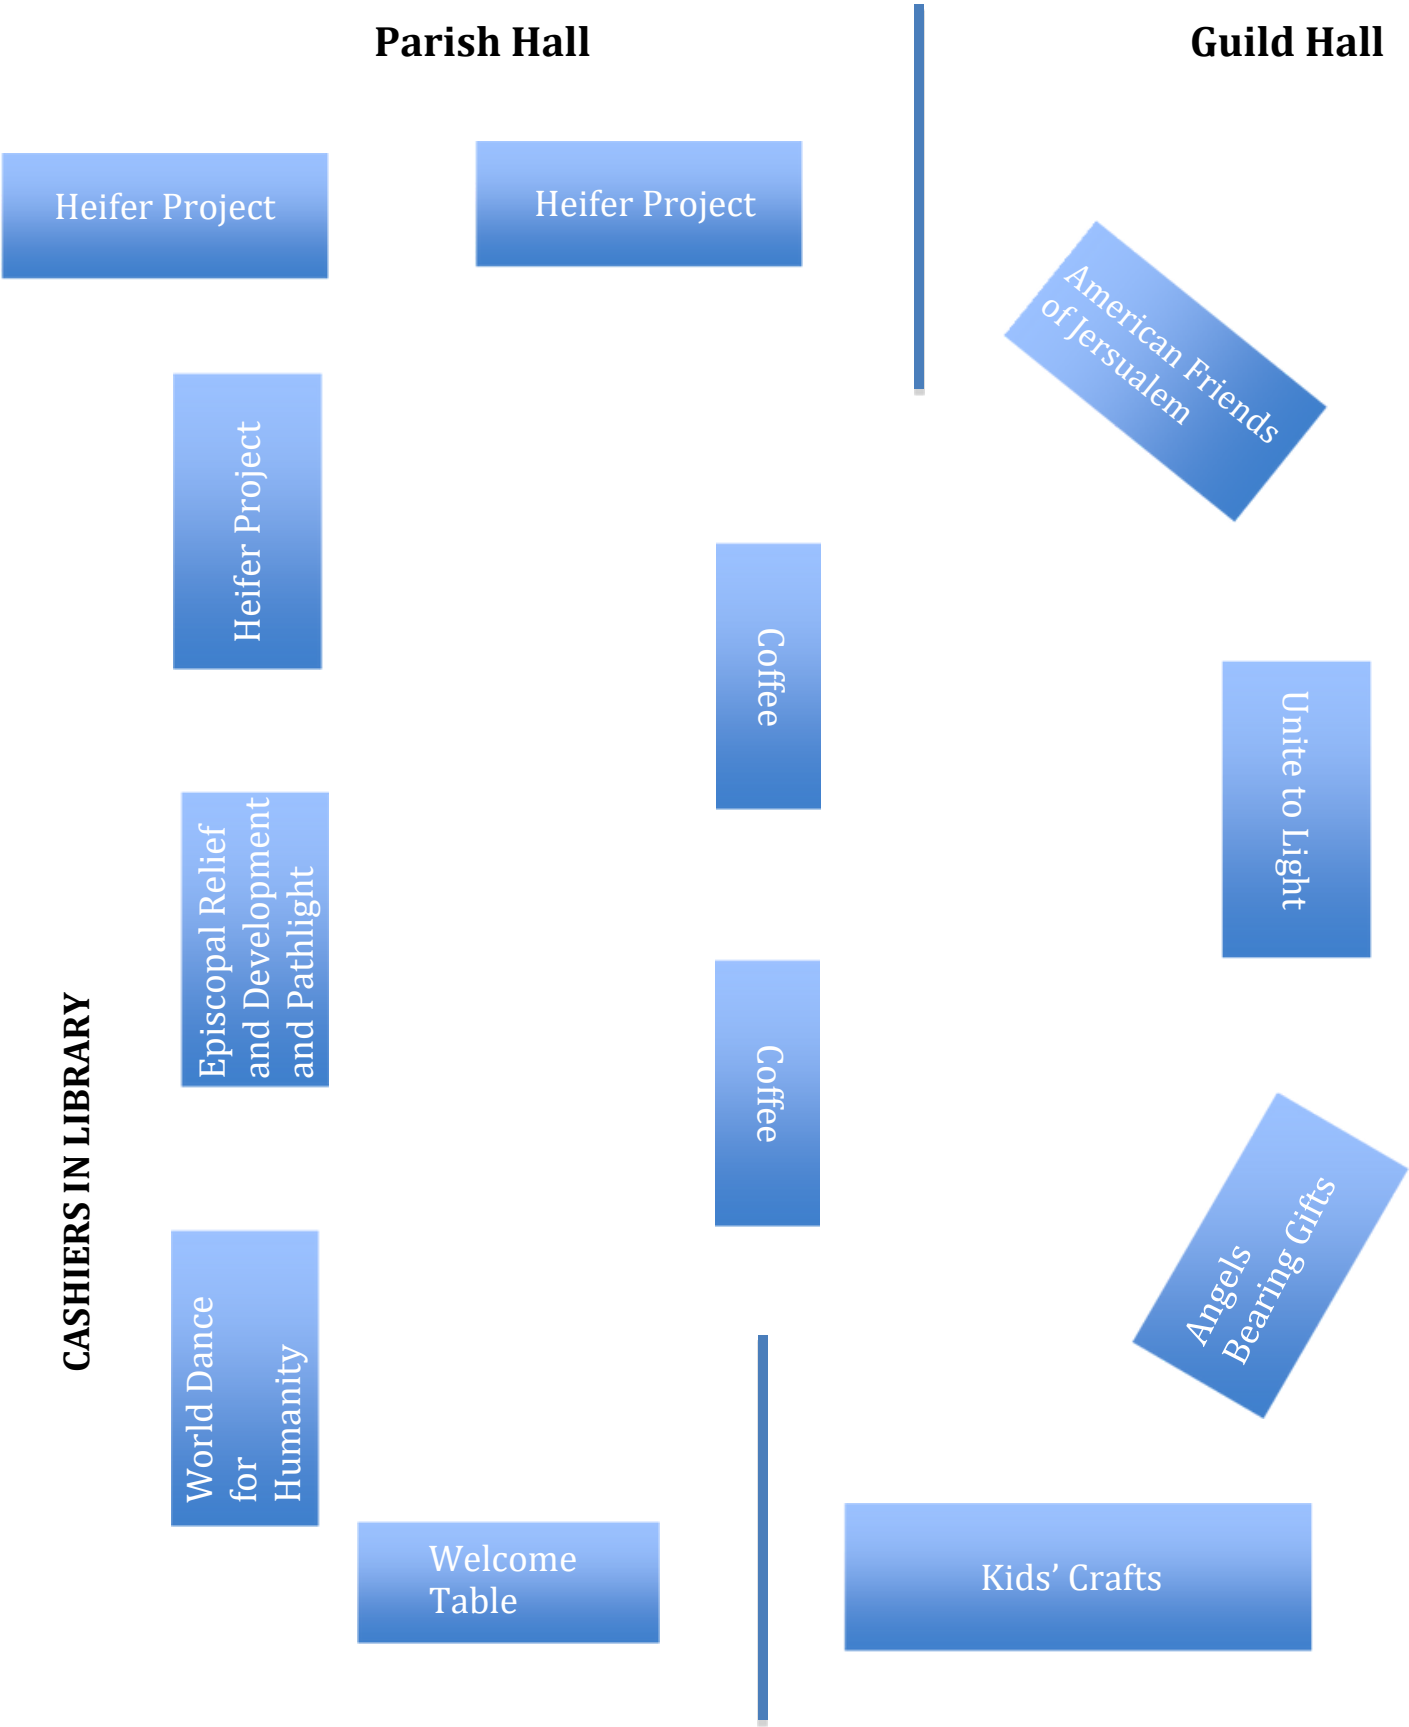 Parish Hall
Guild Hall
Heifer Project
Heifer Project
American Friends
of Jersualem
Heifer Project
Coffee
Unite to Light
Episcopal Relief
and Development
and Pathlight
CASHIERS IN LIBRARY
Coffee
Angels
Bearing Gifts
World Dance
for
Humanity
Welcome
Table
Kids’ Crafts